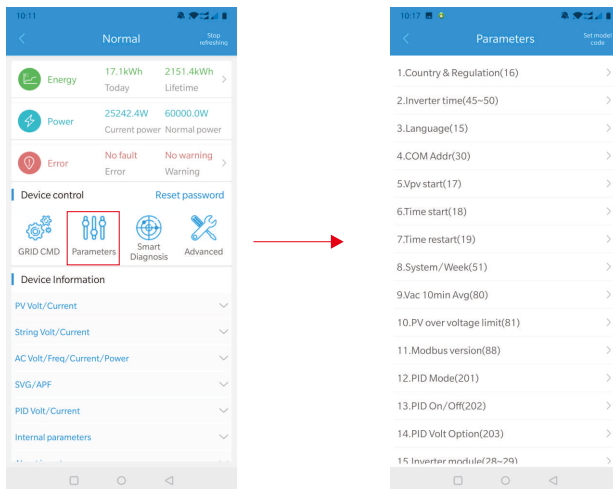 10:11
Normal
Stop
refreshing
Energy
17.1kWh
2151.4kWh
Today
Lifetime
Power
25242.4W
60000.0W
Current power
Normal power
Error
No fault
No warning
Error
Warning
Device control
Reset password
GRID CMD
Parameters
Smart
Diagnosis
Advanced
Device Information
PV Volt/Current
String Volt/Current
AC Volt/Freq/Current/Power
SVG/APF
PID Volt/Current
Internal parameters
10:17
Parameters
Set model
code
1.Country & Regulation(16)
2.Inverter time(45~50)
3.Language(15)
4.COM Addr(30)
5.Vpv start(17)
6.Time start(18)
7.Time restart(19)
8.System/Week(51)
9.Vac 10min Avg(80)
10.PV over voltage limit(81)
11.Modbus version(88)
12.PID Mode(201)
13.PID On/Off(202)
14.PID Volt Option(203)
15.Inverter module(28~29)